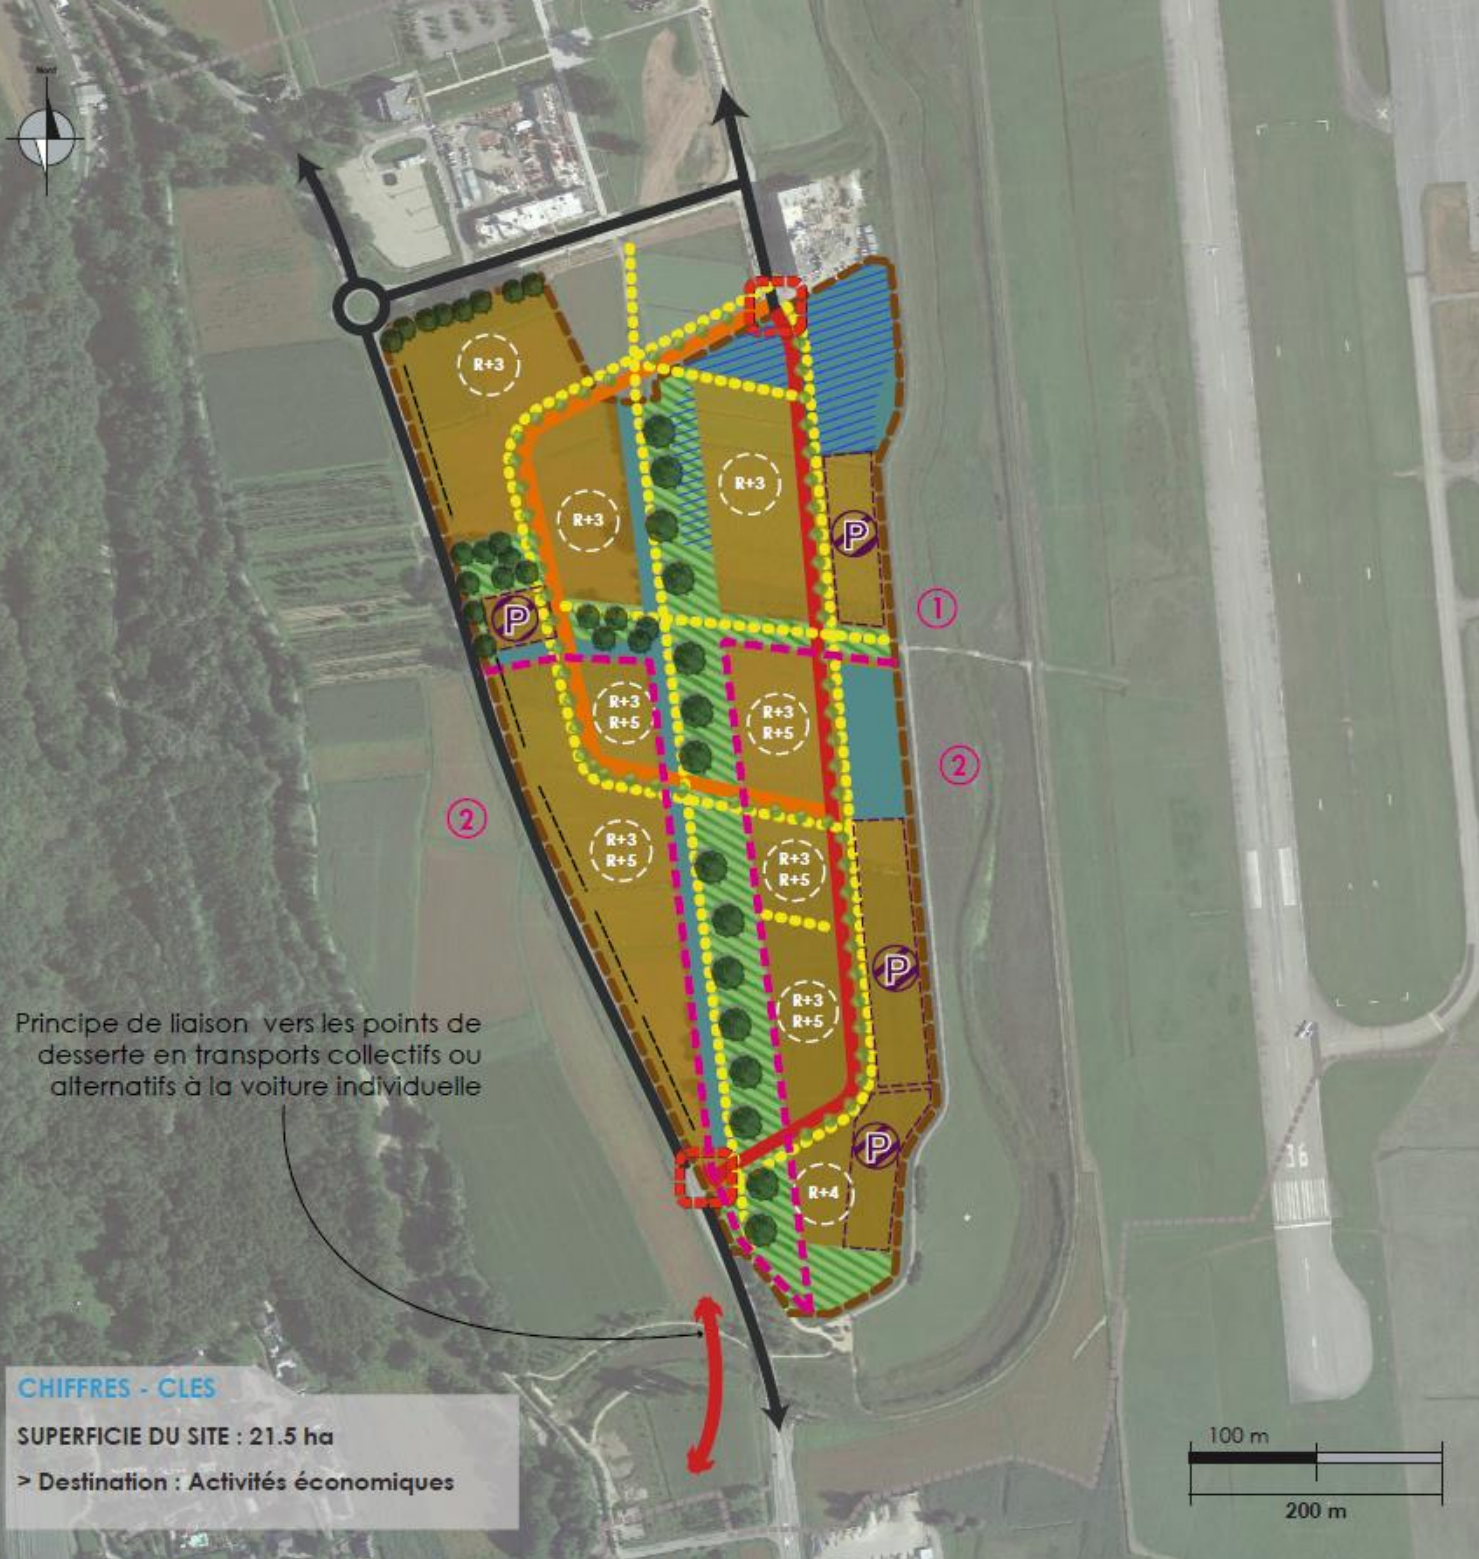 Nord
R+3
R+3
R+3
P
1
P
R+3
R+5
R+3
R+5
2
2
R+3
R+5
R+3
R+5
P
R+3
R+5
Principe de liaison vers les points de
desserte en transports collectifs ou
alternatifs à la voiture individuelle
P
36
R+4
CHIFFRES - CLES
SUPERFICIE DU SITE : 21.5 ha
> Destination : Activités économiques
100 m
200 m